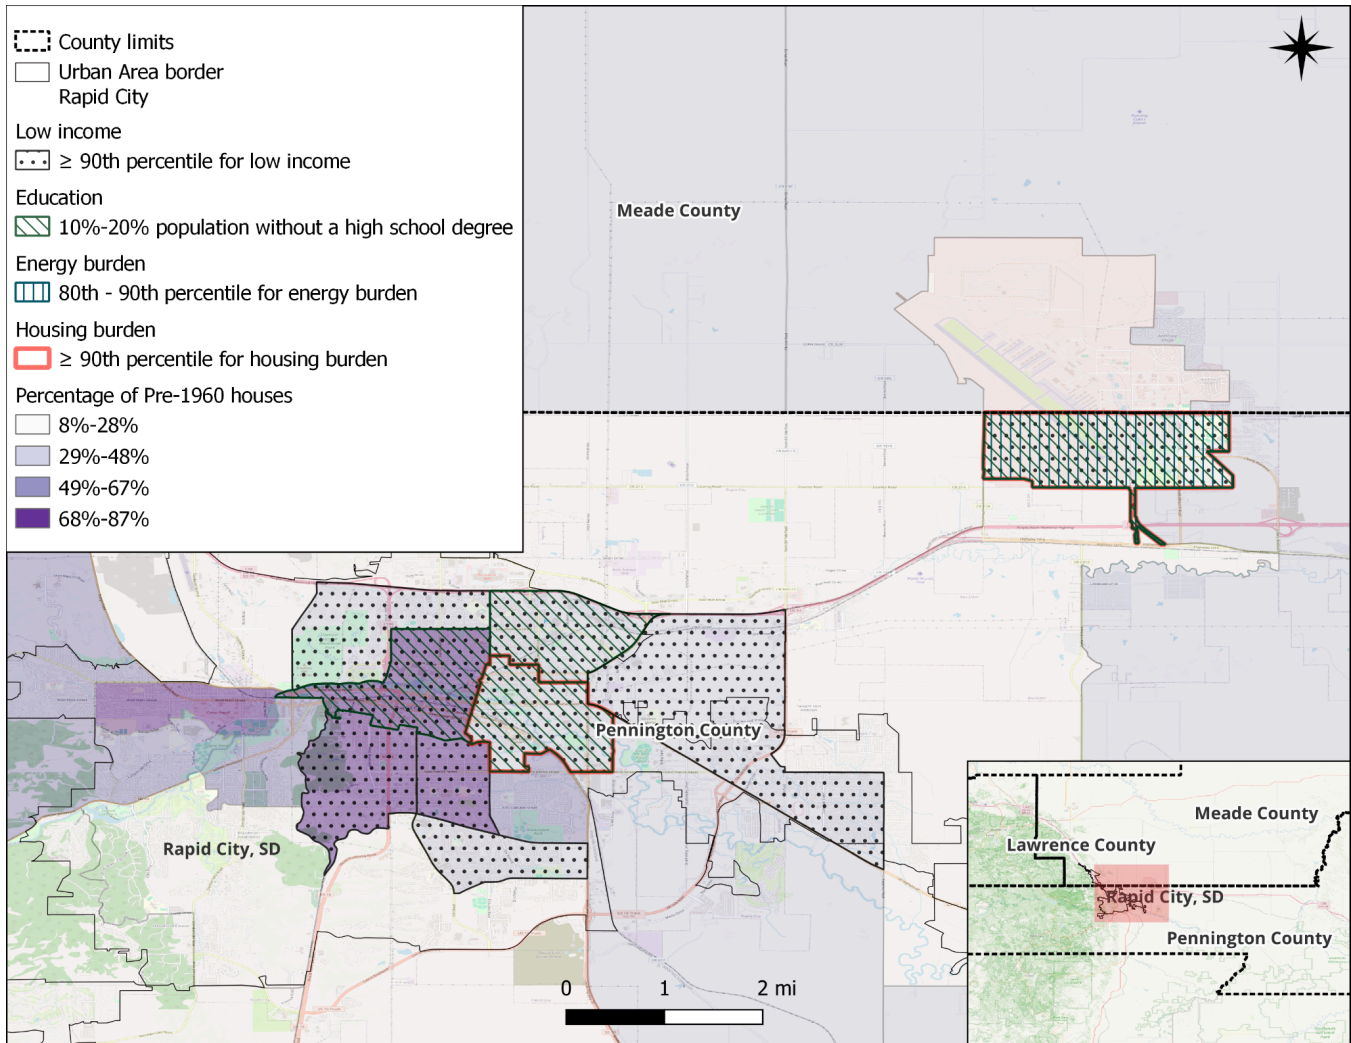 County limits
Urban Area border
Rapid City
Low income
≥ 90th percentile for low income
Education
10%-20% population without a high school degree
Energy burden
80th - 90th percentile for energy burden
Housing burden
≥ 90th percentile for housing burden
Percentage of Pre-1960 houses
8%-28%
29%-48%
49%-67%
68%-87%
Meade County
Pennington County
Rapid City, SD
0 1 2 mi
Meade County
Lawrence County
Rapid City, SD
Pennington County